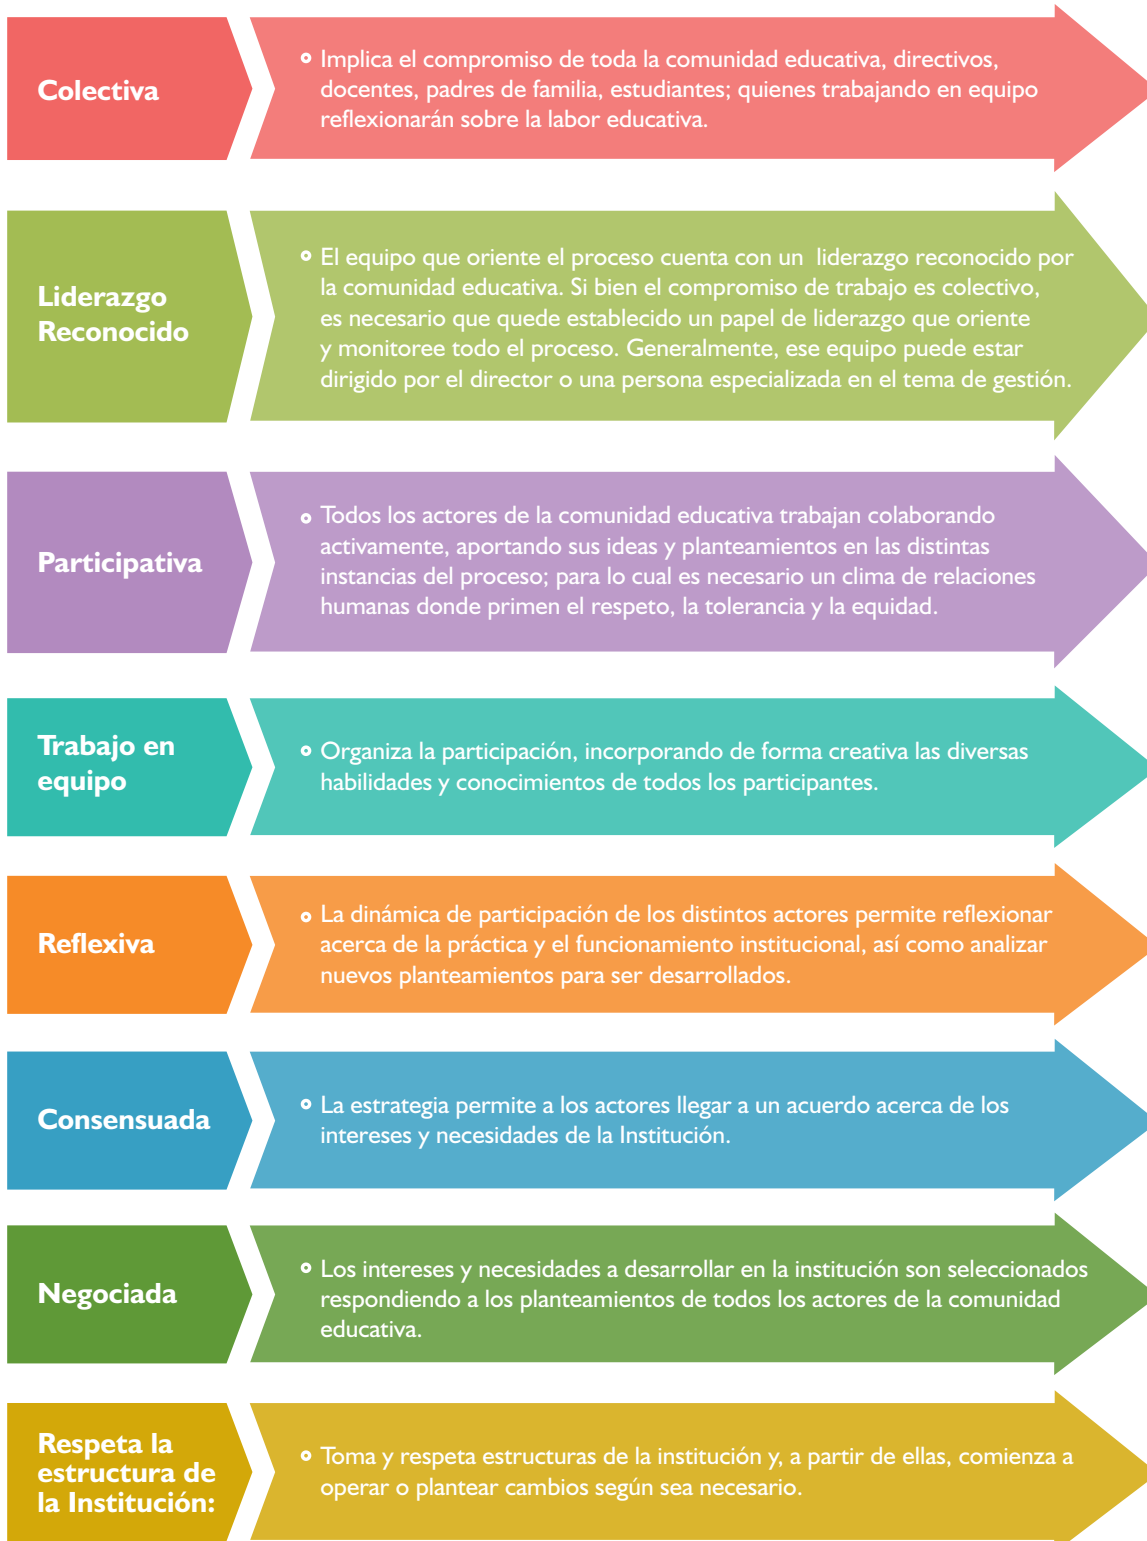 Colectiva
Implica el compromiso de toda la comunidad educativa, directivos,
docentes, padres de familia, estudiantes; quienes trabajando en equipo
reflexionarán sobre la labor educativa.
Liderazgo
Reconocido
El equipo que oriente el proceso cuenta con un liderazgo reconocido por
la comunidad educativa. Si bien el compromiso de trabajo es colectivo,
es necesario que quede establecido un papel de liderazgo que oriente
y monitoree todo el proceso. Generalmente, ese equipo puede estar
dirigido por el director o una persona especializada en el tema de gestión.
Participativa
Todos los actores de la comunidad educativa trabajan colaborando
activamente, aportando sus ideas y planteamientos en las distintas
instancias del proceso; para lo cual es necesario un clima de relaciones
humanas donde primen el respeto, la tolerancia y la equidad.
Trabajo en
equipo
Organiza la participación, incorporando de forma creativa las diversas
habilidades y conocimientos de todos los participantes.
Reflexiva
La dinámica de participación de los distintos actores permite reflexionar
acerca de la práctica y el funcionamiento institucional, así como analizar
nuevos planteamientos para ser desarrollados.
Consensuada
La estrategia permite a los actores llegar a un acuerdo acerca de los
intereses y necesidades de la Institución.
Negociada
Los intereses y necesidades a desarrollar en la institución son seleccionados
respondiendo a los planteamientos de todos los actores de la comunidad
educativa.
Respeta la
estructura de
la Institución:
Toma y respeta estructuras de la institución y, a partir de ellas, comienza a
operar o plantear cambios según sea necesario.